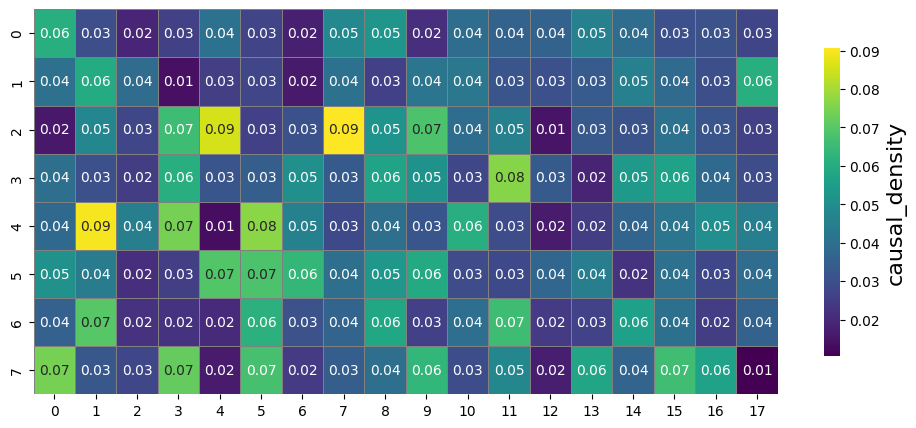 0 0.06 0.03 0.02 0.03 0.04 0.03 0.02 0.05 0.05 0.02 0.04 0.04 0.04 0.05 0.04 0.03 0.03 0.03
1 0.04 0.06 0.04 0.01 0.03 0.03 0.02 0.04 0.03 0.04 0.04 0.03 0.03 0.03 0.05 0.04 0.03 0.06
2 0.02 0.05 0.03 0.07 0.09 0.03 0.03 0.09 0.05 0.07 0.04 0.05 0.01 0.03 0.03 0.04 0.03 0.03
3 0.04 0.03 0.02 0.06 0.03 0.03 0.05 0.03 0.06 0.05 0.03 0.08 0.03 0.02 0.05 0.06 0.04 0.03
4 0.04 0.09 0.04 0.07 0.01 0.08 0.05 0.03 0.04 0.03 0.06 0.03 0.02 0.02 0.04 0.04 0.05 0.04
5 0.05 0.04 0.02 0.03 0.07 0.07 0.06 0.04 0.05 0.06 0.03 0.03 0.04 0.04 0.02 0.04 0.03 0.04
6 0.04 0.07 0.02 0.02 0.02 0.06 0.03 0.04 0.06 0.03 0.04 0.07 0.02 0.03 0.06 0.04 0.02 0.04
7 0.07 0.03 0.03 0.07 0.02 0.07 0.02 0.03 0.04 0.06 0.03 0.05 0.02 0.06 0.04 0.07 0.06 0.01
0 1 2 3 4 5 6 7 8 9 10 11 12 13 14 15 16 17
0.09
0.08
0.07
0.06
0.05
0.04
0.03
0.02
causal_density